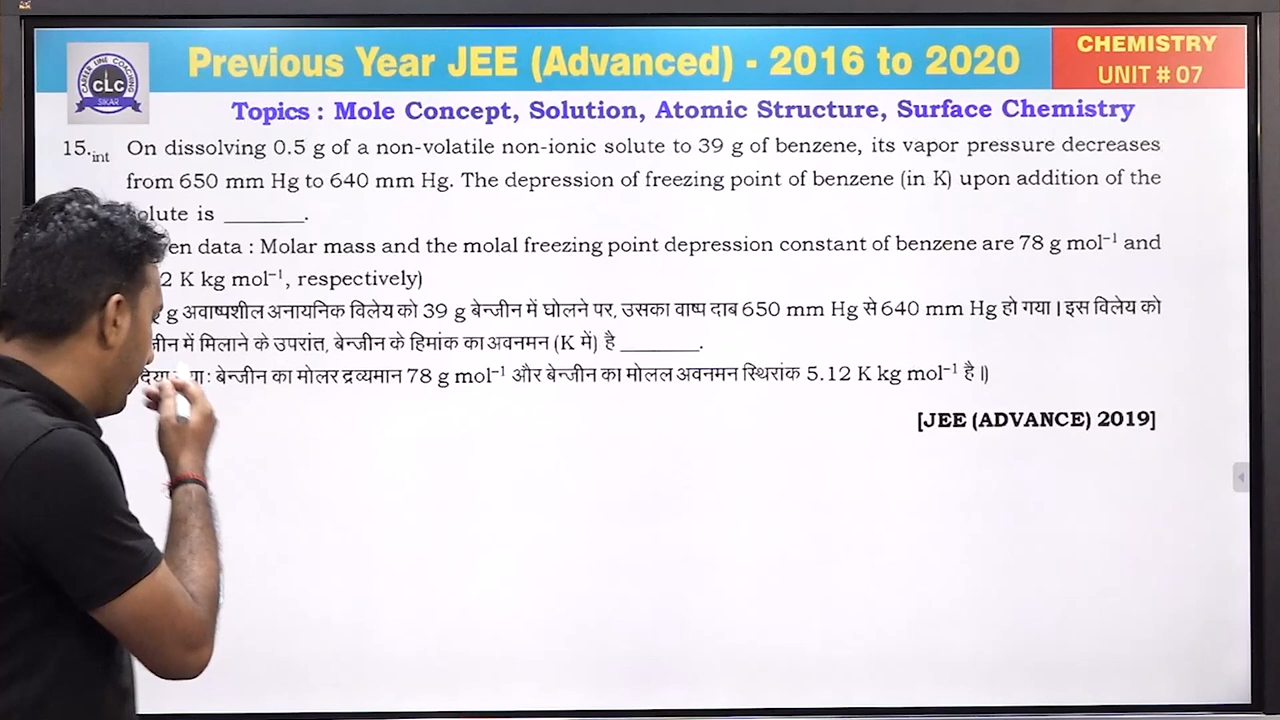 Previous Year JEE (Advanced) - 2016 to 2020
CHEMISTRY
UNIT # 07
CAREER LINE COACHING
CLC
SIKAR
Topics : Mole Concept, Solution, Atomic Structure, Surface Chemistry
15.int On dissolving 0.5 g of a non-volatile non-ionic solute to 39 g of benzene, its vapor pressure decreases
from 650 mm Hg to 640 mm Hg. The depression of freezing point of benzene (in K) upon addition of the
olute is ________.
en data : Molar mass and the molal freezing point depression constant of benzene are 78 g mol⁻¹ and
2 K kg mol⁻¹, respectively)
g अवाष्पशील अनायनिक विलेय को 39 g बेन्जीन में घोलने पर, उसका वाष्प दाब 650 mm Hg से 640 mm Hg हो गया। इस विलेय को
जीन में मिलाने के उपरांत, बेन्जीन के हिमांक का अवनमन (K में) है ________.
दिया : बेन्जीन का मोलर द्रव्यमान 78 g mol⁻¹ और बेन्जीन का मोलल अवनमन स्थिरांक 5.12 K kg mol⁻¹ है।)
[JEE (ADVANCE) 2019]